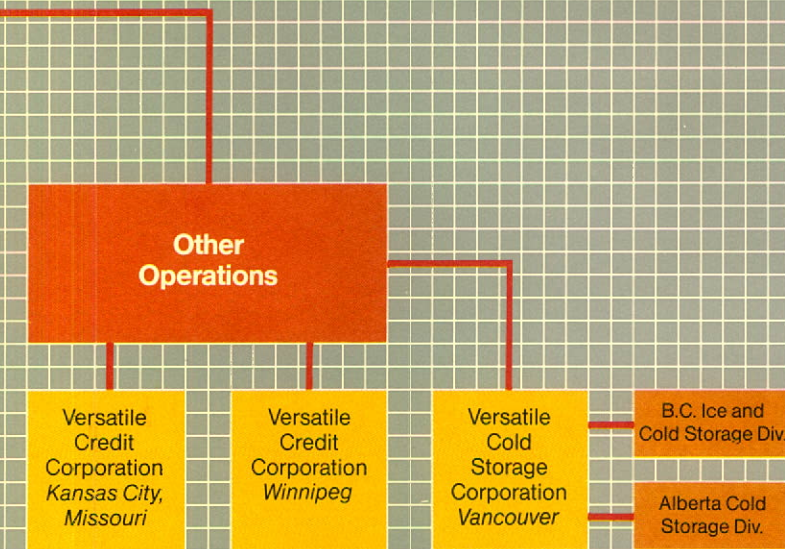 Other
Operations
Versatile
Credit
Corporation
Kansas City,
Missouri
Versatile
Credit
Corporation
Winnipeg
Versatile
Cold
Storage
Corporation
Vancouver
B.C. Ice and
Cold Storage Div.
Alberta Cold
Storage Div.